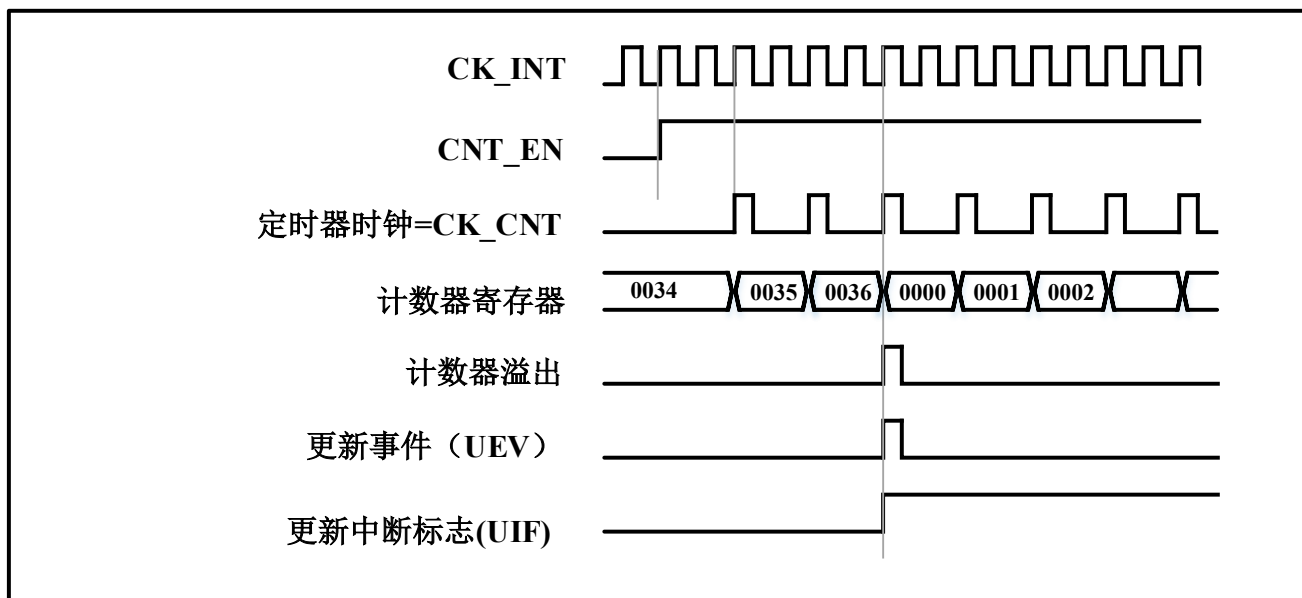 CK_INT
CNT_EN
定时器时钟=CK_CNT
计数器寄存器 0034 0035 0036 0000 0001 0002
计数器溢出
更新事件（UEV）
更新中断标志(UIF)